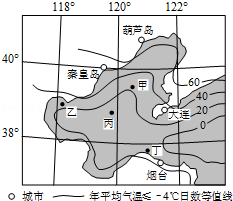 118° 120° 122°
葫芦岛
40°
秦皇岛
甲
60
大连
40
乙
20
丙
0
38°
丁
烟台
○ 城市 年平均气温≤-4℃日数等值线